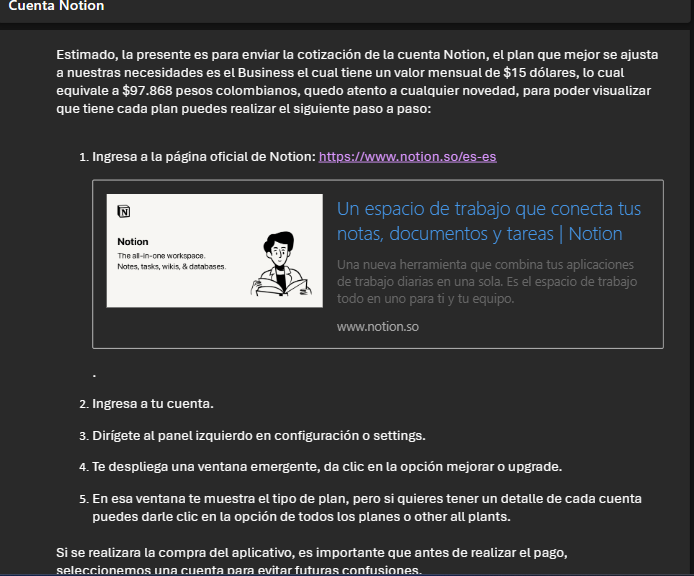 Cuenta Notion
Estimado, la presente es para enviar la cotización de la cuenta Notion, el plan que mejor se ajusta
a nuestras necesidades es el Business el cual tiene un valor mensual de $15 dólares, lo cual
equivale a $97.868 pesos colombianos, quedo atento a cualquier novedad, para poder visualizar
que tiene cada plan puedes realizar el siguiente paso a paso:
1. Ingresa a la página oficial de Notion: https://www.notion.so/es-es
N
Notion
The all-in-one workspace.
Notes, tasks, wikis, & databases.
Un espacio de trabajo que conecta tus
notas, documentos y tareas | Notion
Una nueva herramienta que combina tus aplicaciones
de trabajo diarias en una sola. Es el espacio de trabajo
todo en uno para ti y tu equipo.
www.notion.so
.
2. Ingresa a tu cuenta.
3. Dirígete al panel izquierdo en configuración o settings.
4. Te despliega una ventana emergente, da clic en la opción mejorar o upgrade.
5. En esa ventana te muestra el tipo de plan, pero si quieres tener un detalle de cada cuenta
puedes darle clic en la opción de todos los planes o other all plants.
Si se realizara la compra del aplicativo, es importante que antes de realizar el pago,
seleccionemos una cuenta para evitar futuras confusiones.